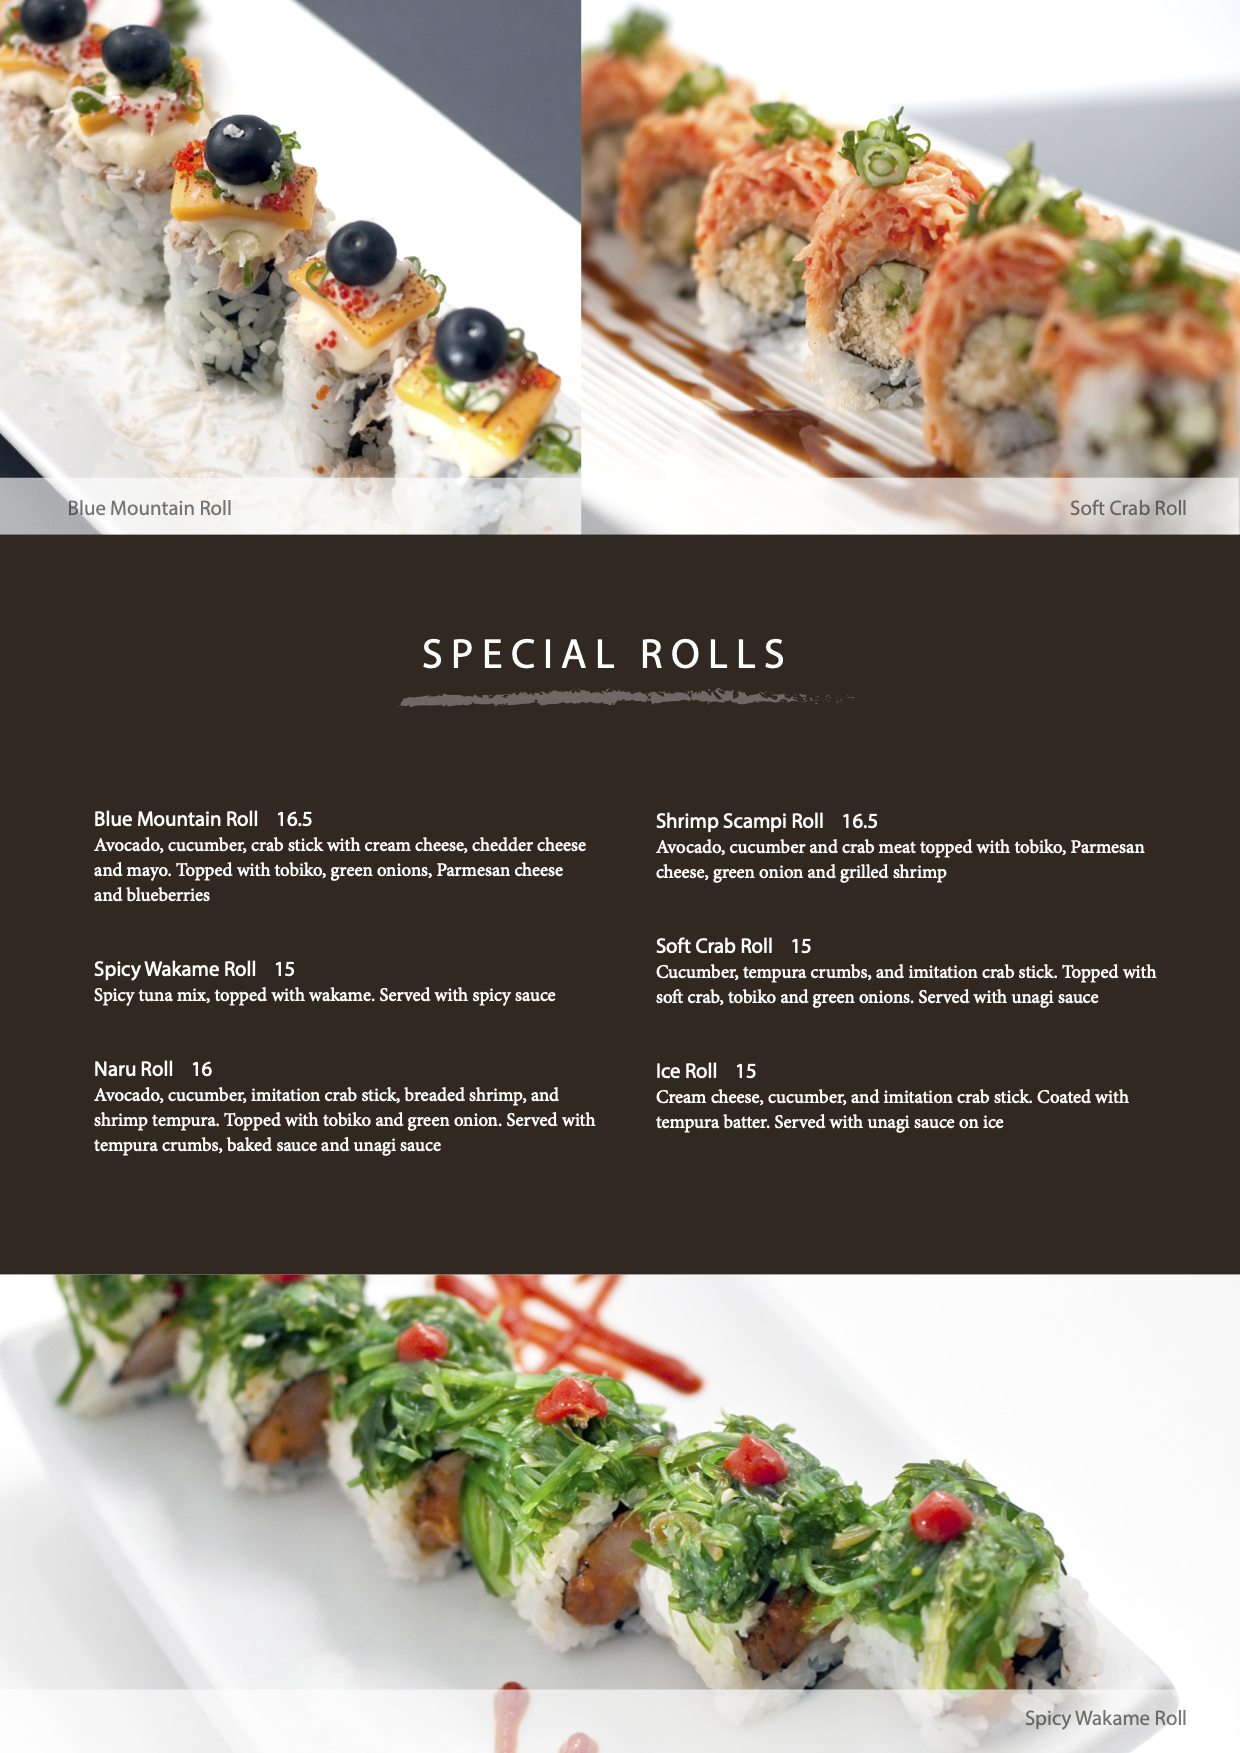 Blue Mountain Roll
Soft Crab Roll
SPECIAL ROLLS
Blue Mountain Roll 16.5
Avocado, cucumber, crab stick with cream cheese, chedder cheese
and mayo. Topped with tobiko, green onions, Parmesan cheese
and blueberries
Spicy Wakame Roll 15
Spicy tuna mix, topped with wakame. Served with spicy sauce
Naru Roll 16
Avocado, cucumber, imitation crab stick, breaded shrimp, and
shrimp tempura. Topped with tobiko and green onion. Served with
tempura crumbs, baked sauce and unagi sauce
Shrimp Scampi Roll 16.5
Avocado, cucumber and crab meat topped with tobiko, Parmesan
cheese, green onion and grilled shrimp
Soft Crab Roll 15
Cucumber, tempura crumbs, and imitation crab stick. Topped with
soft crab, tobiko and green onions. Served with unagi sauce
Ice Roll 15
Cream cheese, cucumber, and imitation crab stick. Coated with
tempura batter. Served with unagi sauce on ice
Spicy Wakame Roll